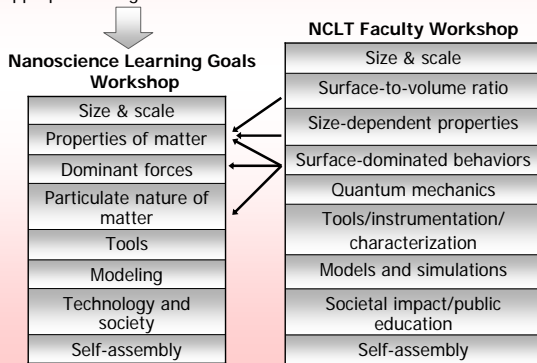 Nanoscience Learning Goals
Workshop
Size & scale
Properties of matter
Dominant forces
Particulate nature of
matter
Tools
Modeling
Technology and
society
Self-assembly
NCLT Faculty Workshop
Size & scale
Surface-to-volume ratio
Size-dependent properties
Surface-dominated behaviors
Quantum mechanics
Tools/instrumentation/
characterization
Models and simulations
Societal impact/public
education
Self-assembly